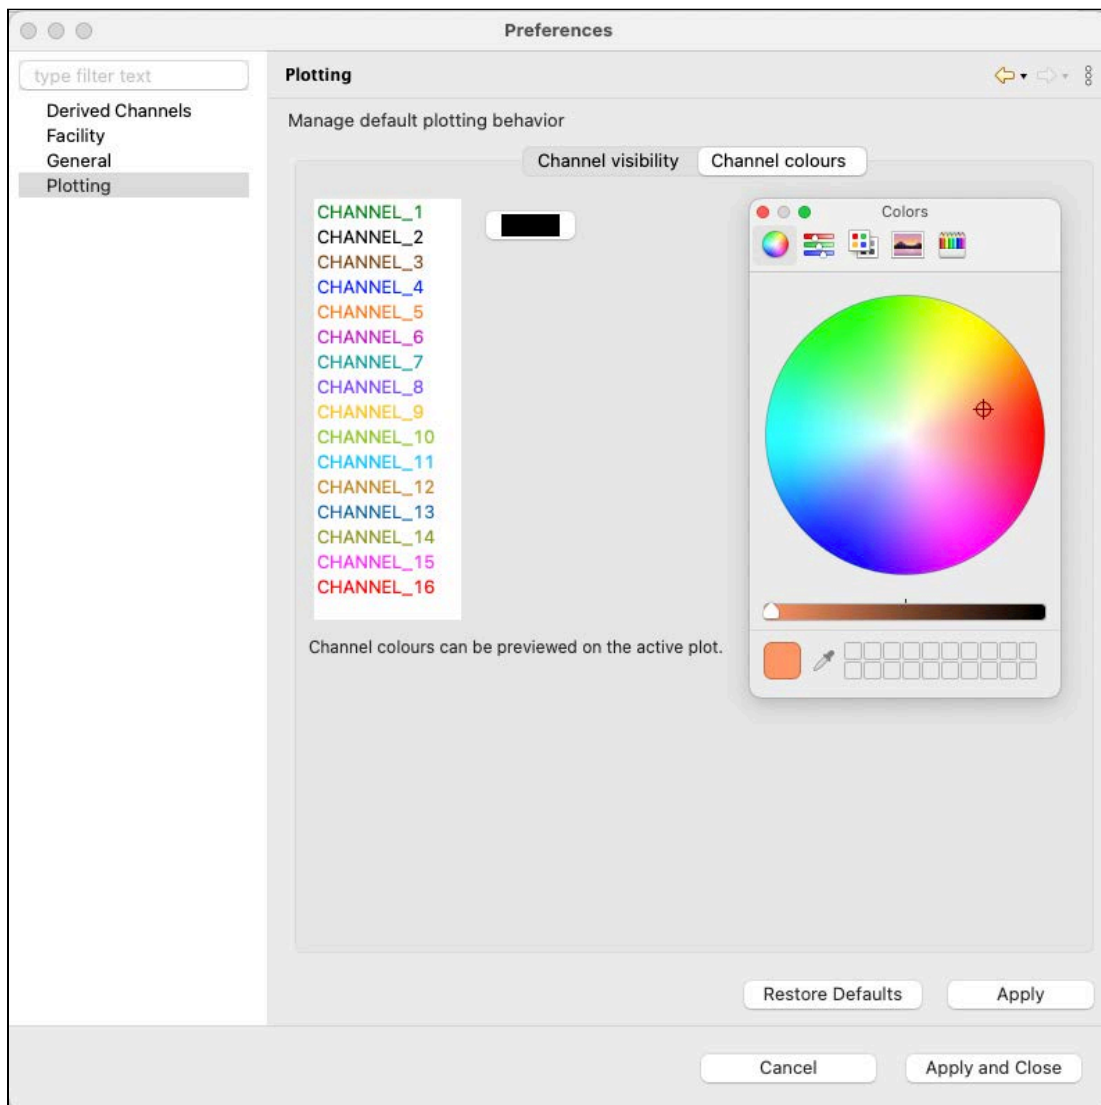 Preferences
type filter text
Derived Channels
Facility
General
Plotting
Plotting
Manage default plotting behavior
Channel visibility
Channel colours
CHANNEL_1
CHANNEL_2
CHANNEL_3
CHANNEL_4
CHANNEL_5
CHANNEL_6
CHANNEL_7
CHANNEL_8
CHANNEL_9
CHANNEL_10
CHANNEL_11
CHANNEL_12
CHANNEL_13
CHANNEL_14
CHANNEL_15
CHANNEL_16
Channel colours can be previewed on the active plot.
Colors
Restore Defaults
Apply
Cancel
Apply and Close